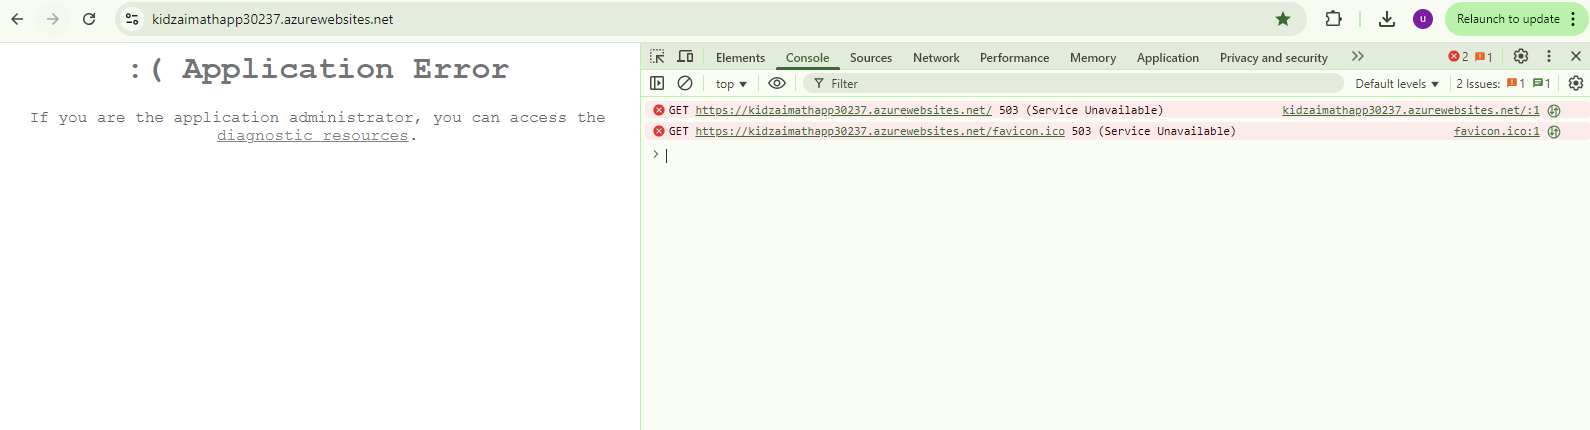 kidzaimathapp30237.azurewebsites.net
u
Relaunch to update
:( Application Error
If you are the application administrator, you can access the
diagnostic resources.
Elements Console Sources Network Performance Memory Application Privacy and security 2 1
top Filter Default levels 2 Issues: 1 1
GET https://kidzaimathapp30237.azurewebsites.net/ 503 (Service Unavailable) kidzaimathapp30237.azurewebsites.net/:1
GET https://kidzaimathapp30237.azurewebsites.net/favicon.ico 503 (Service Unavailable) favicon.ico:1